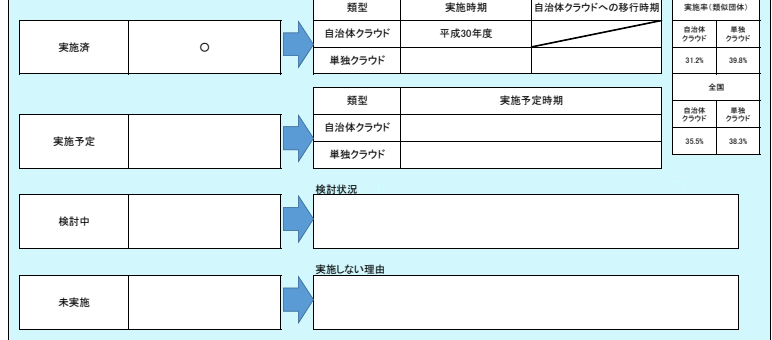 類型 実施時期 自治体クラウドへの移行時期
実施済 ○
自治体クラウド 平成30年度
単独クラウド
実施率(類似団体)
自治体クラウド 単独クラウド
31.2% 39.8%
全国
自治体クラウド 単独クラウド
35.5% 38.3%
類型 実施予定時期
実施予定
自治体クラウド
単独クラウド
検討状況
検討中
実施しない理由
未実施